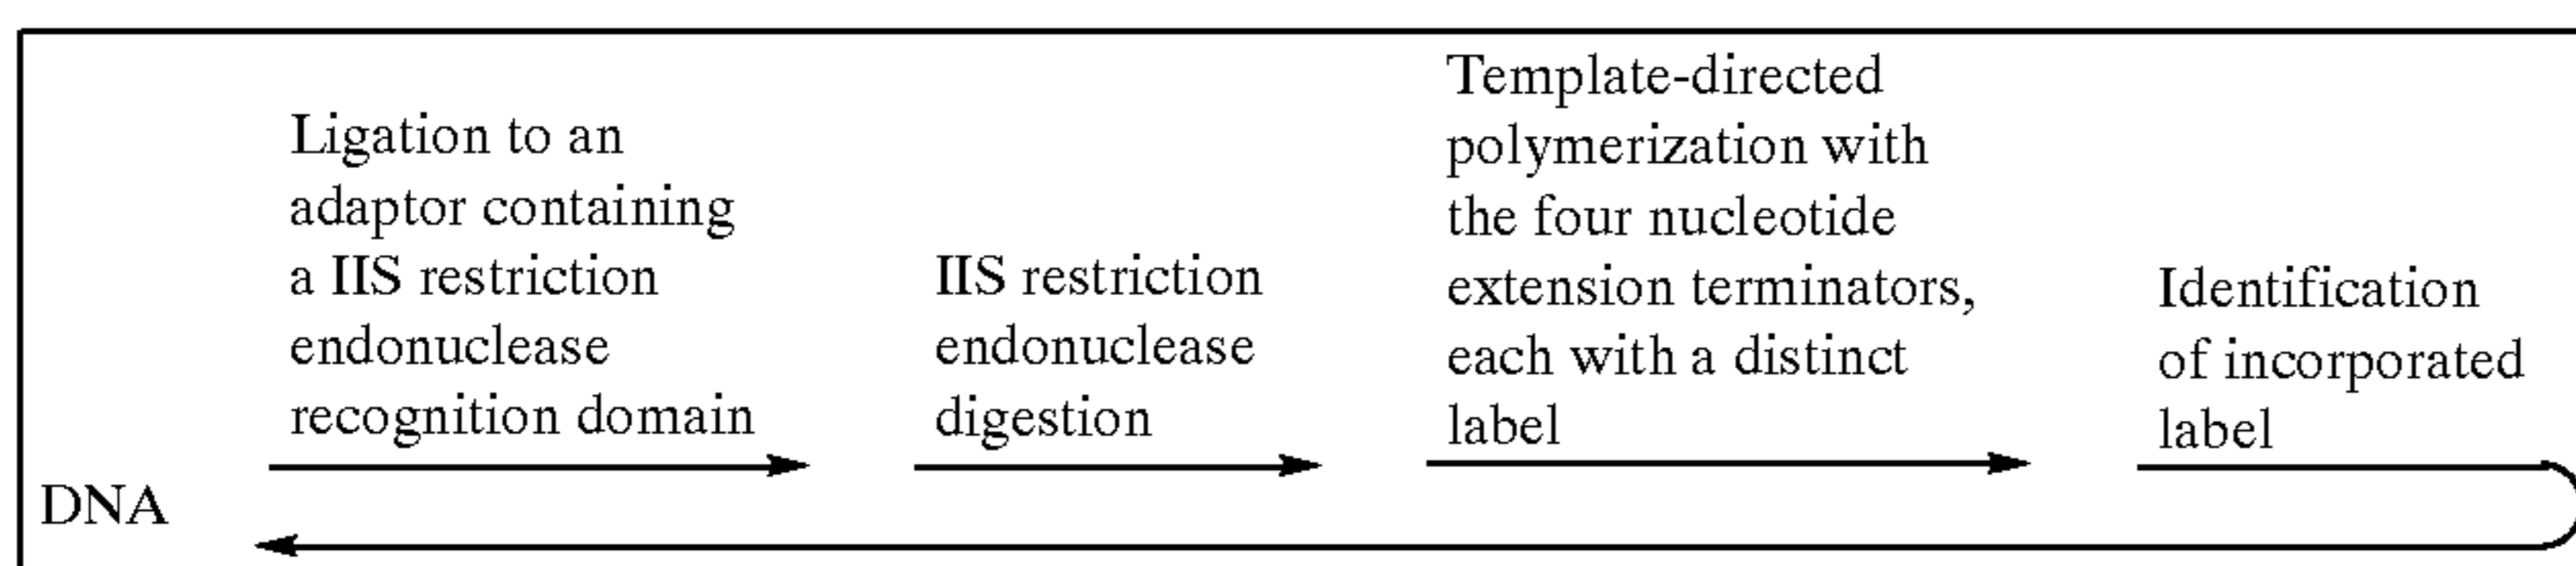 Ligation to an
adaptor containing
a IIS restriction
endonuclease
recognition domain
IIS restriction
endonuclease
digestion
Template-directed
polymerization with
the four nucleotide
extension terminators,
each with a distinct
label
Identification
of incorporated
label
DNA